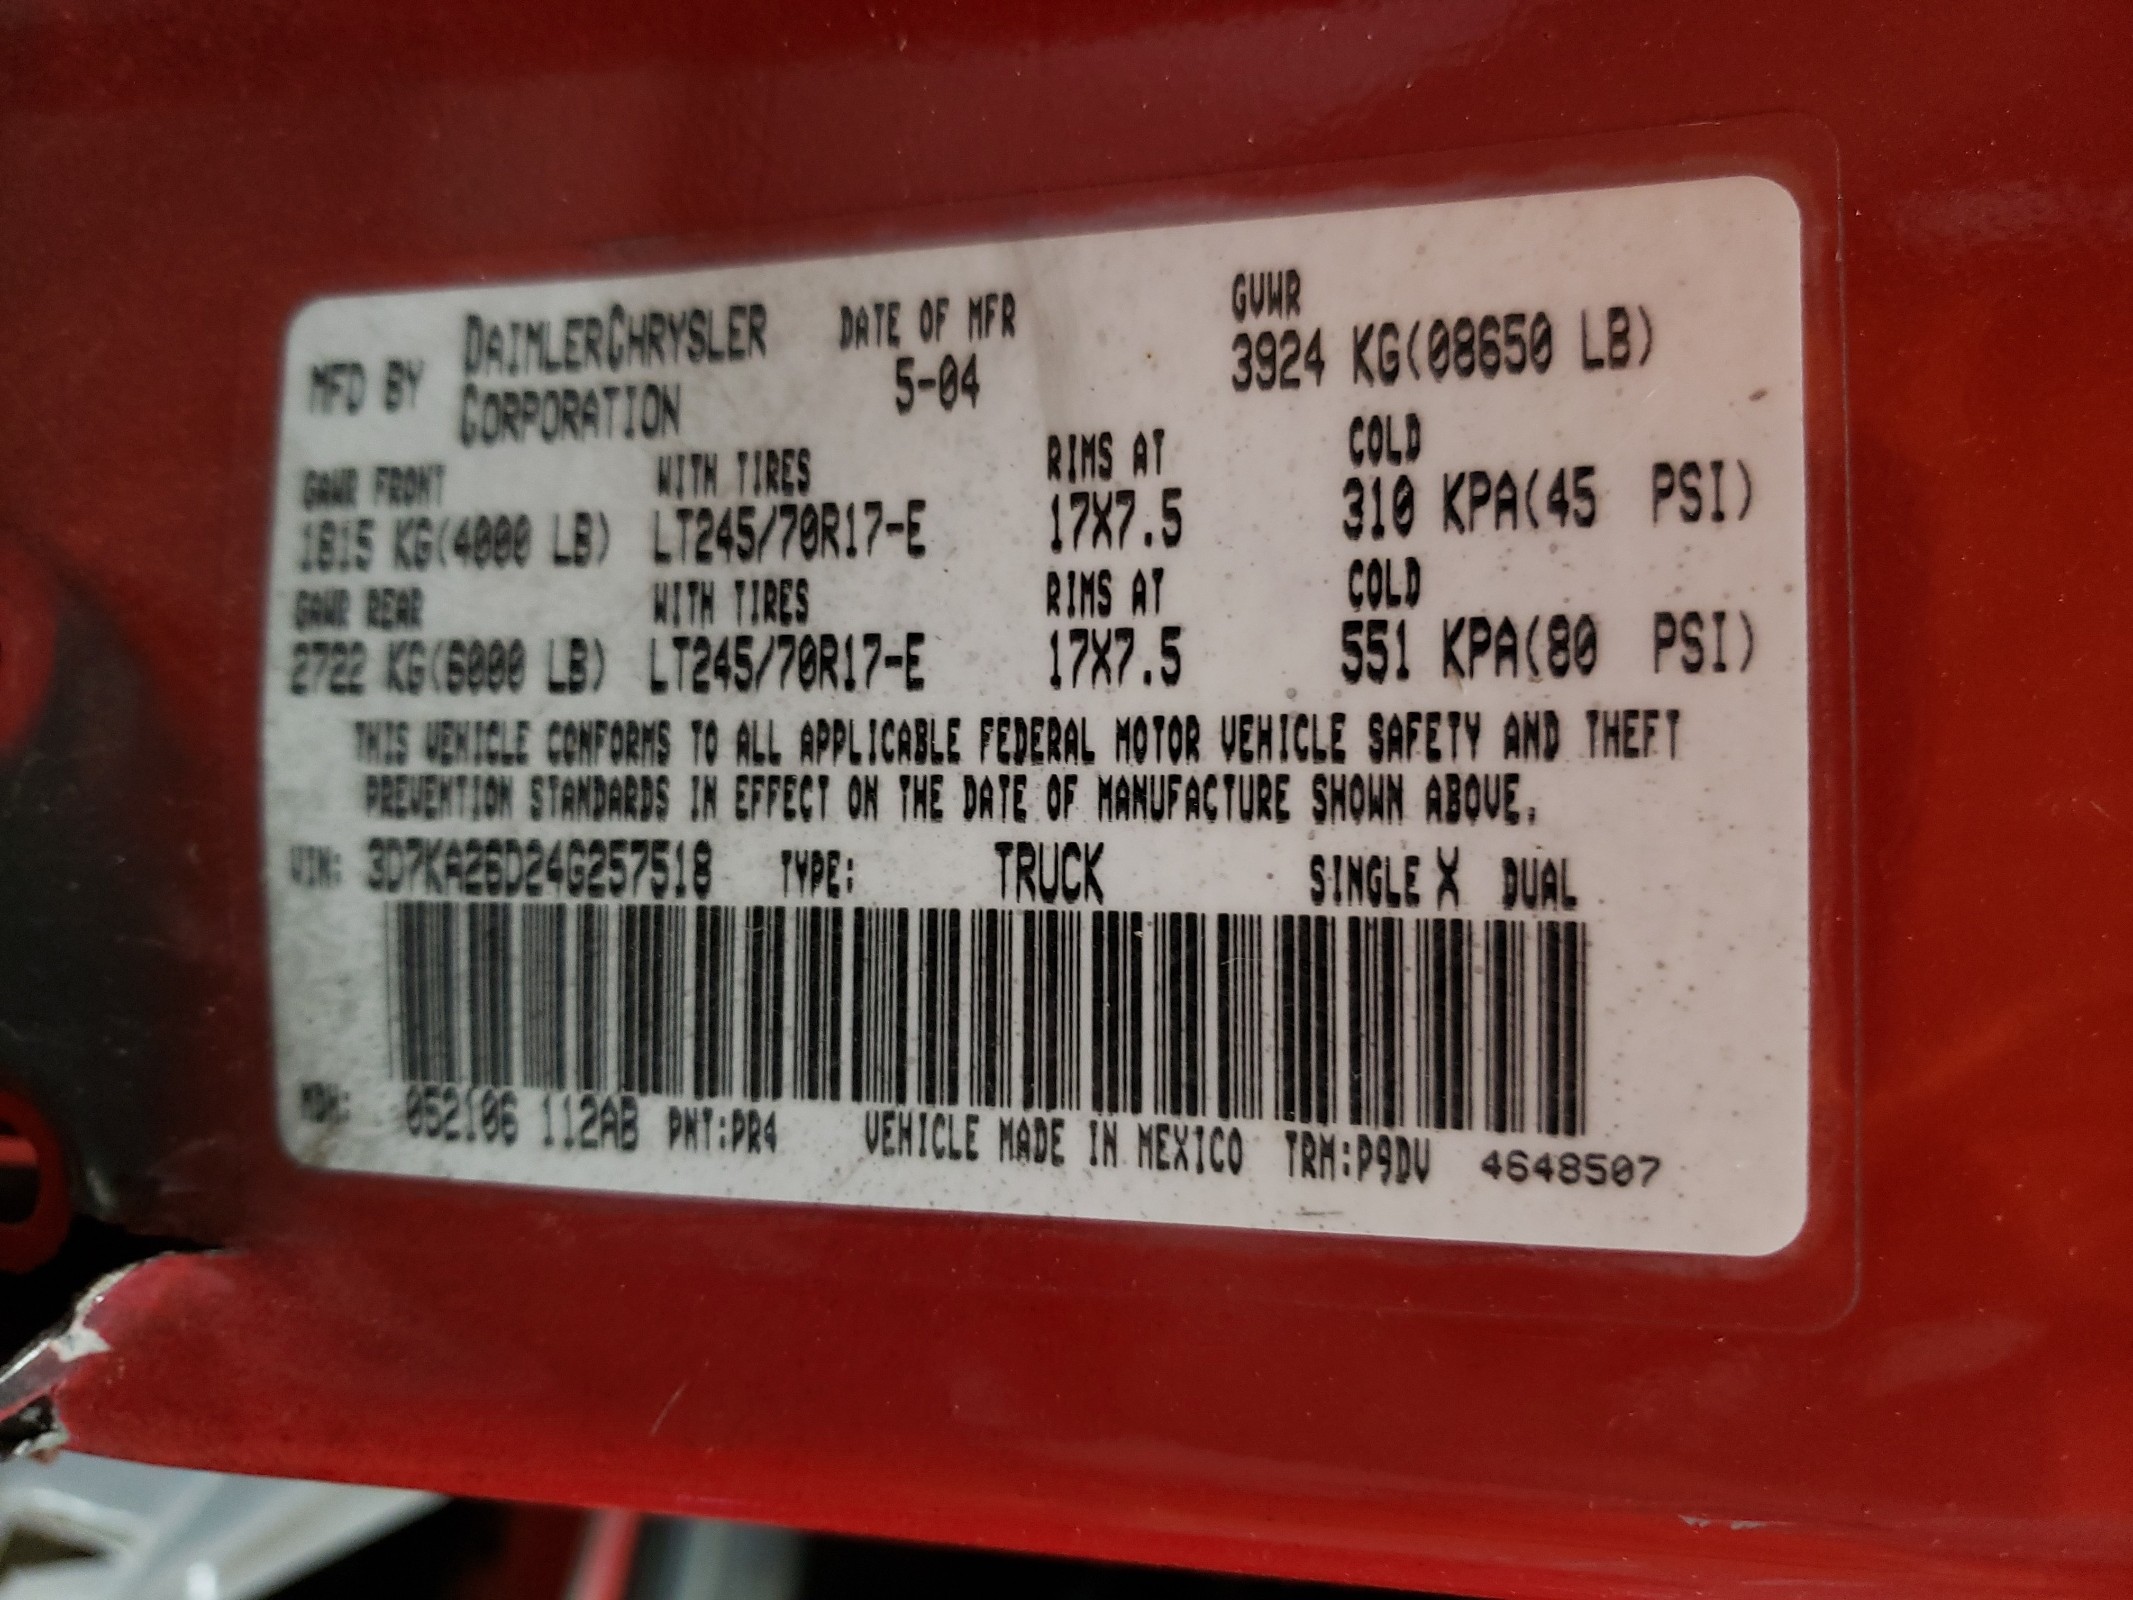 MFD BY DAIMLERCHRYSLER CORPORATION
DATE OF MFR
5-04
GVWR
3924 KG(08650 LB)
GAWR FRONT WITH TIRES RIMS AT COLD
1815 KG(4000 LB) LT245/70R17-E 17X7.5 310 KPA(45 PSI)
GAWR REAR WITH TIRES RIMS AT COLD
2722 KG(6000 LB) LT245/70R17-E 17X7.5 551 KPA(80 PSI)
THIS VEHICLE CONFORMS TO ALL APPLICABLE FEDERAL MOTOR VEHICLE SAFETY AND THEFT
PREVENTION STANDARDS IN EFFECT ON THE DATE OF MANUFACTURE SHOWN ABOVE.
VIN: 3D7KA26D24G257518 TYPE: TRUCK SINGLE X DUAL
MDH: 052106 112AB PNT:PR4 VEHICLE MADE IN MEXICO TRM:P9DV 4648507